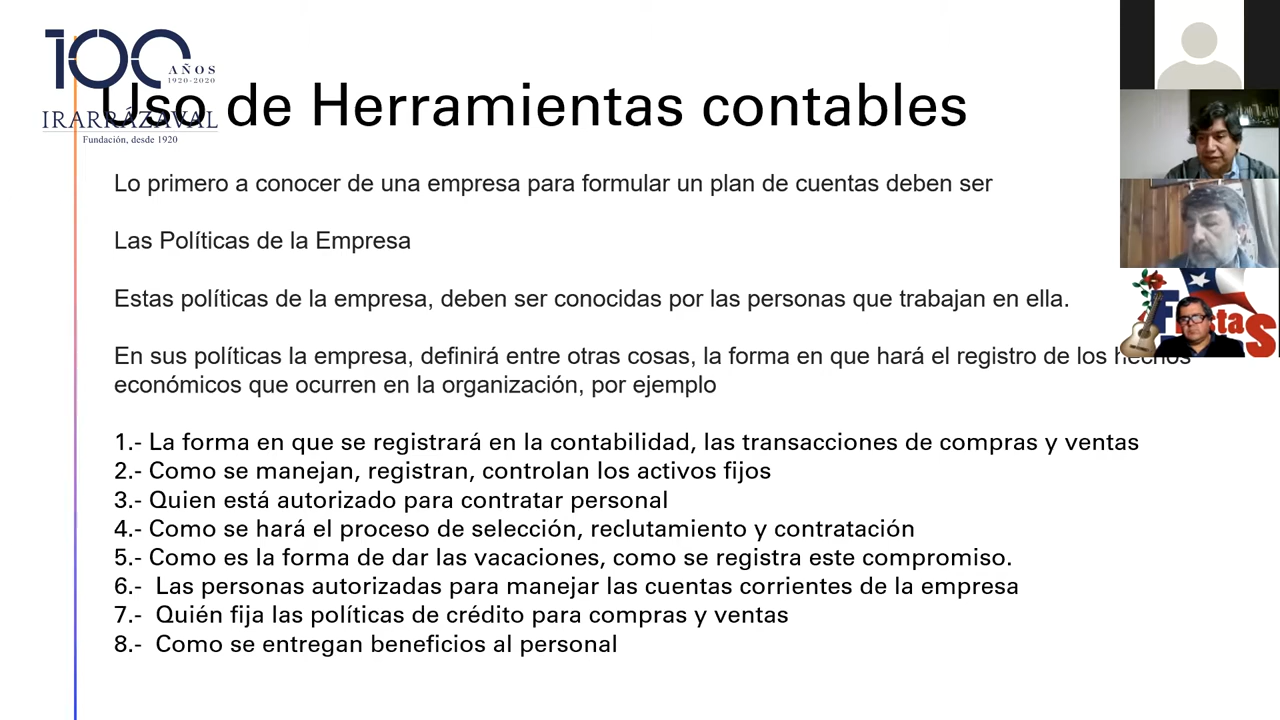 100
AÑOS
1920-2020
Uso de Herramientas contables
IRARRÁZAVAL
Fundación, desde 1920
Lo primero a conocer de una empresa para formular un plan de cuentas deben ser
Las Políticas de la Empresa
Estas políticas de la empresa, deben ser conocidas por las personas que trabajan en ella.
En sus políticas la empresa, definirá entre otras cosas, la forma en que hará el registro de los hechos
económicos que ocurren en la organización, por ejemplo
1.- La forma en que se registrará en la contabilidad, las transacciones de compras y ventas
2.- Como se manejan, registran, controlan los activos fijos
3.- Quien está autorizado para contratar personal
4.- Como se hará el proceso de selección, reclutamiento y contratación
5.- Como es la forma de dar las vacaciones, como se registra este compromiso.
6.- Las personas autorizadas para manejar las cuentas corrientes de la empresa
7.- Quién fija las políticas de crédito para compras y ventas
8.- Como se entregan beneficios al personal